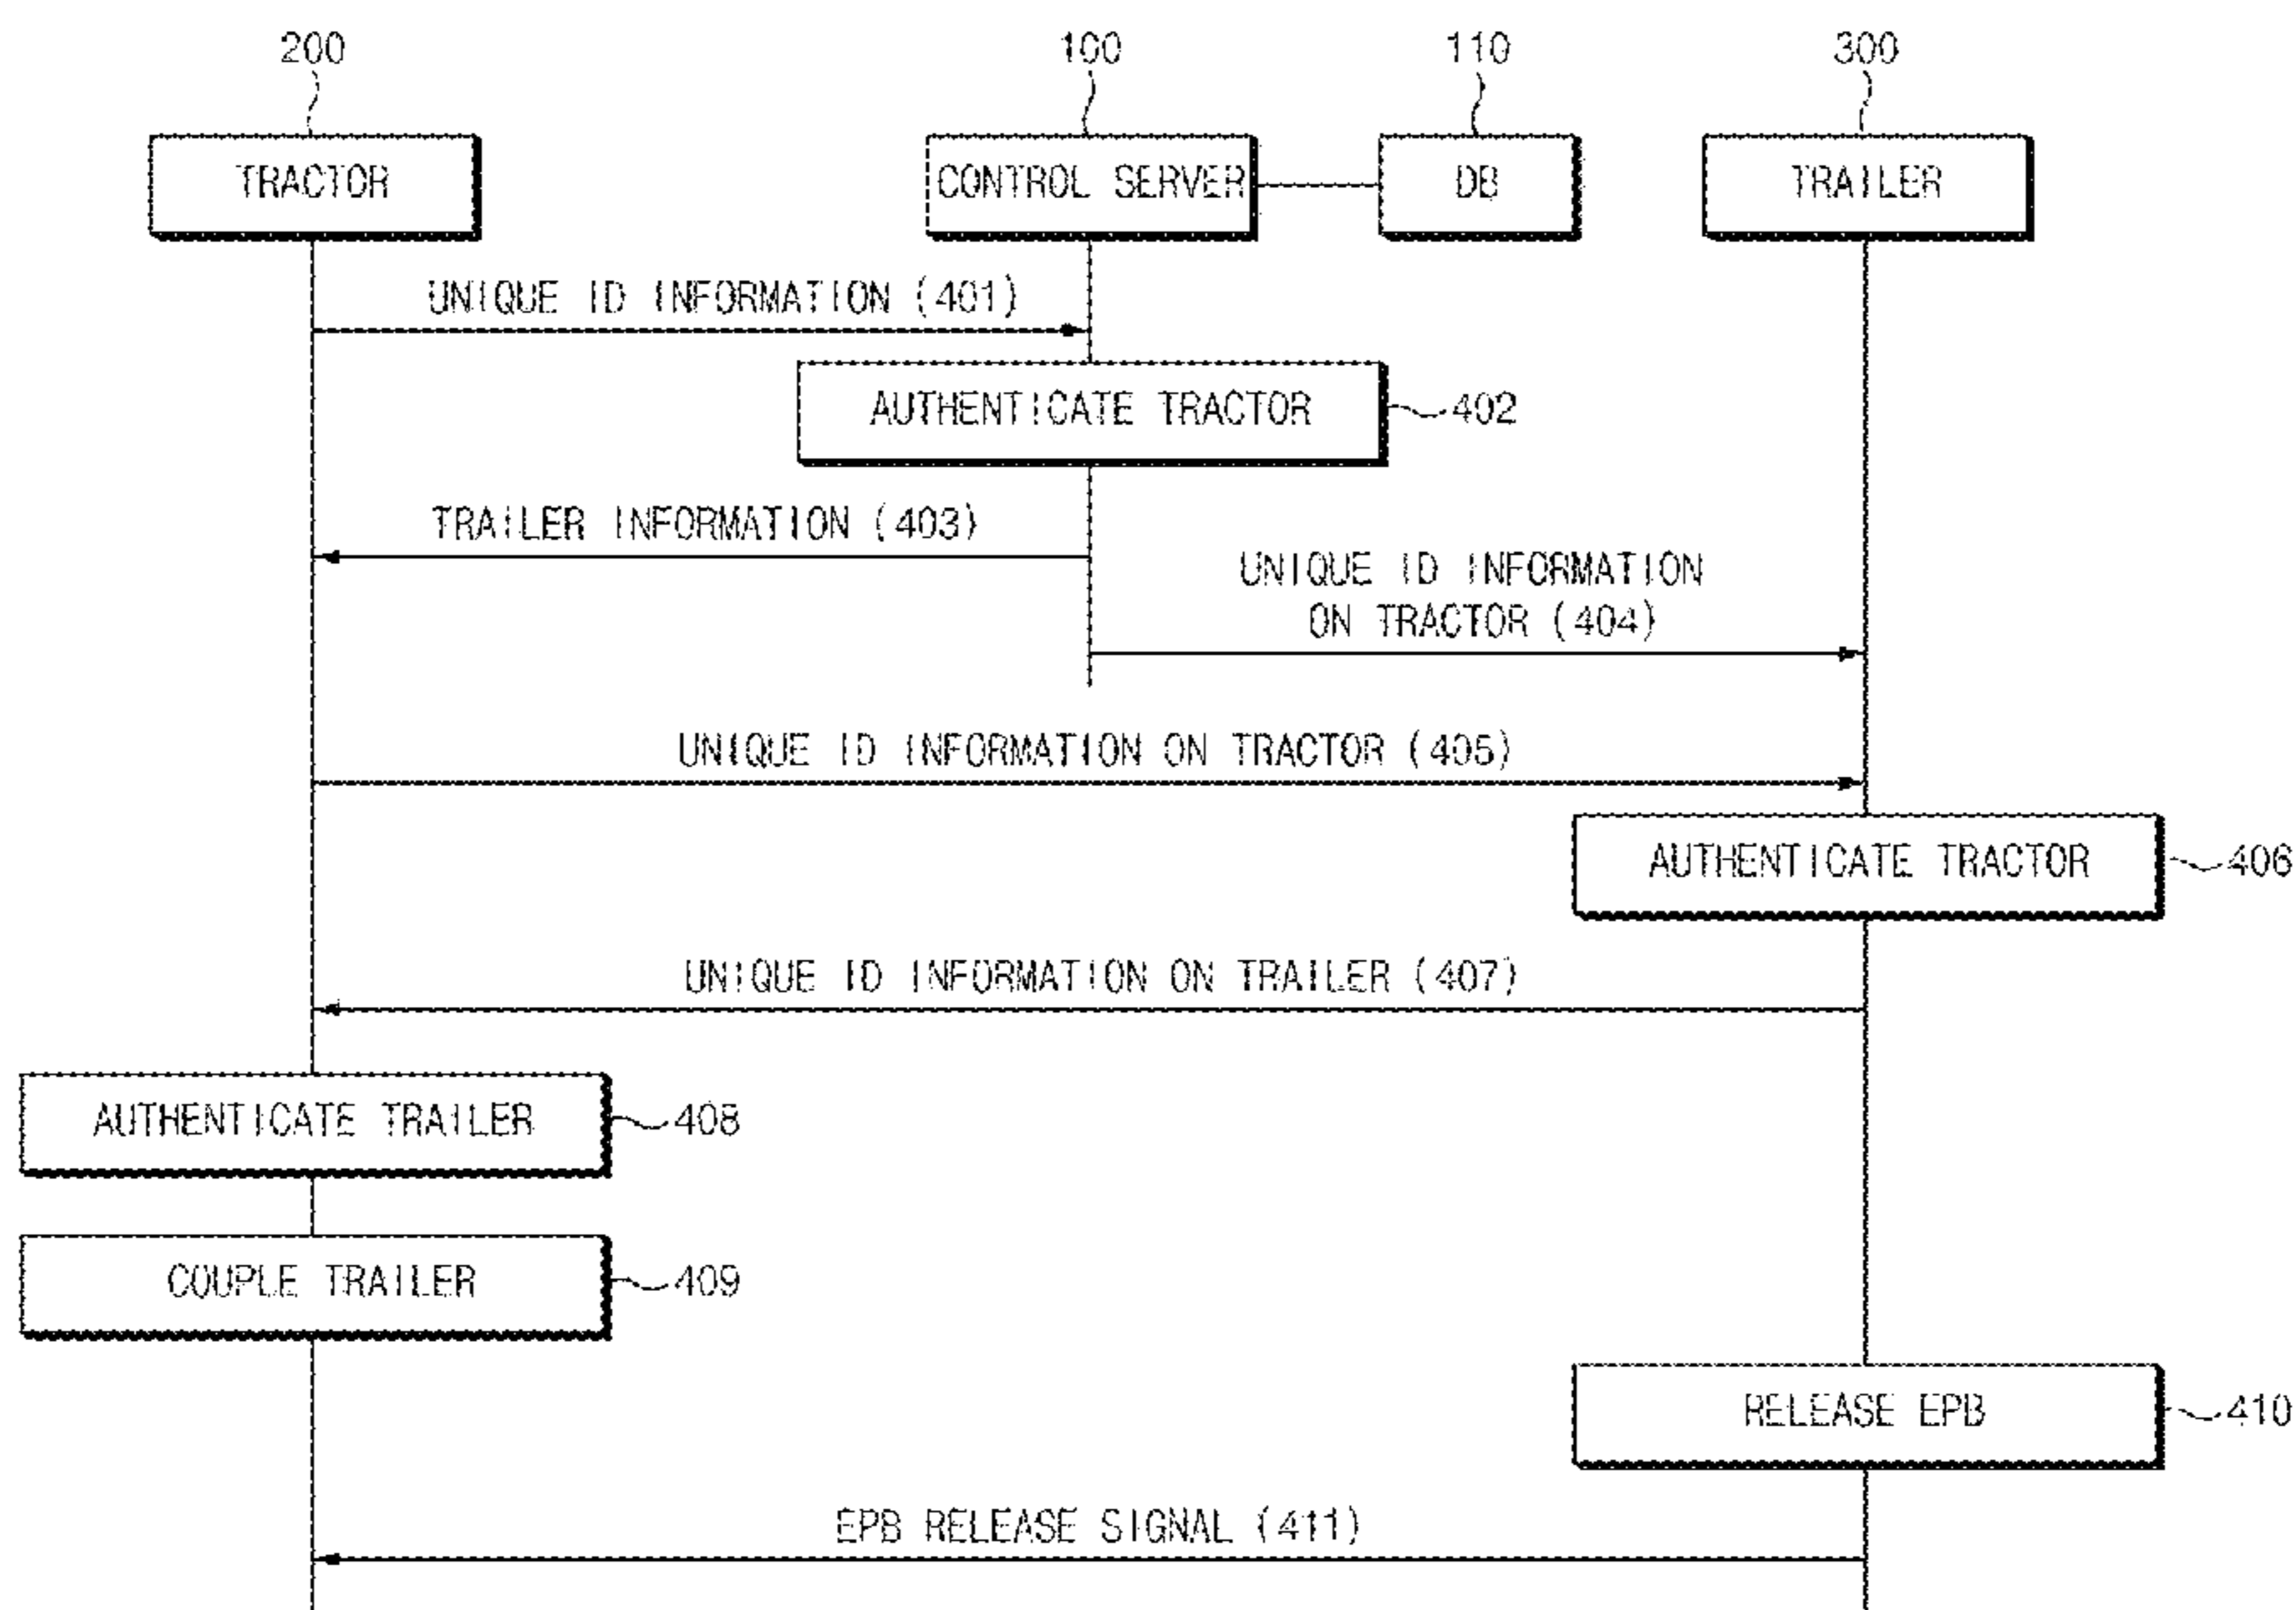 200
100
110
300
TRACTOR
CONTROL SERVER
DB
TRAILER
UNIQUE ID INFORMATION (401)
AUTHENTICATE TRACTOR
402
TRAILER INFORMATION (403)
UNIQUE ID INFORMATION
ON TRACTOR (404)
UNIQUE ID INFORMATION ON TRACTOR (405)
AUTHENTICATE TRACTOR
406
UNIQUE ID INFORMATION ON TRAILER (407)
AUTHENTICATE TRAILER
408
COUPLE TRAILER
409
RELEASE EPB
410
EPB RELEASE SIGNAL (411)